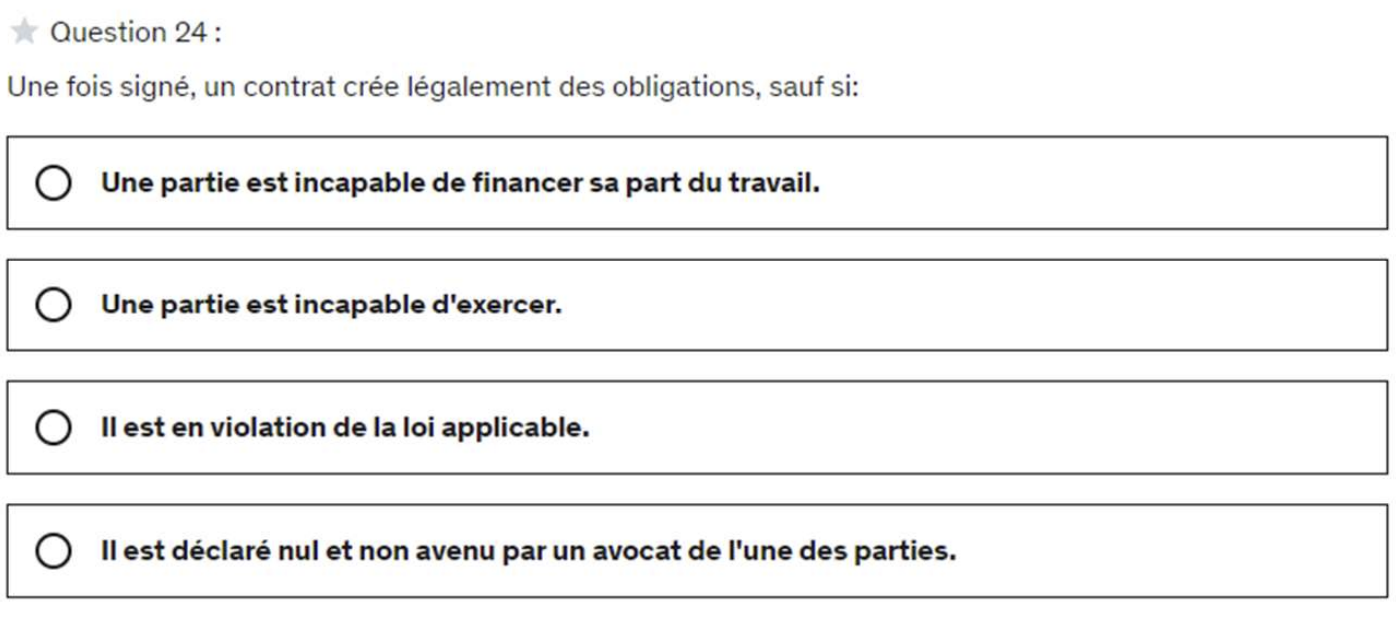 Question 24 :
Une fois signé, un contrat crée légalement des obligations, sauf si:
Une partie est incapable de financer sa part du travail.
Une partie est incapable d'exercer.
Il est en violation de la loi applicable.
Il est déclaré nul et non avenu par un avocat de l'une des parties.